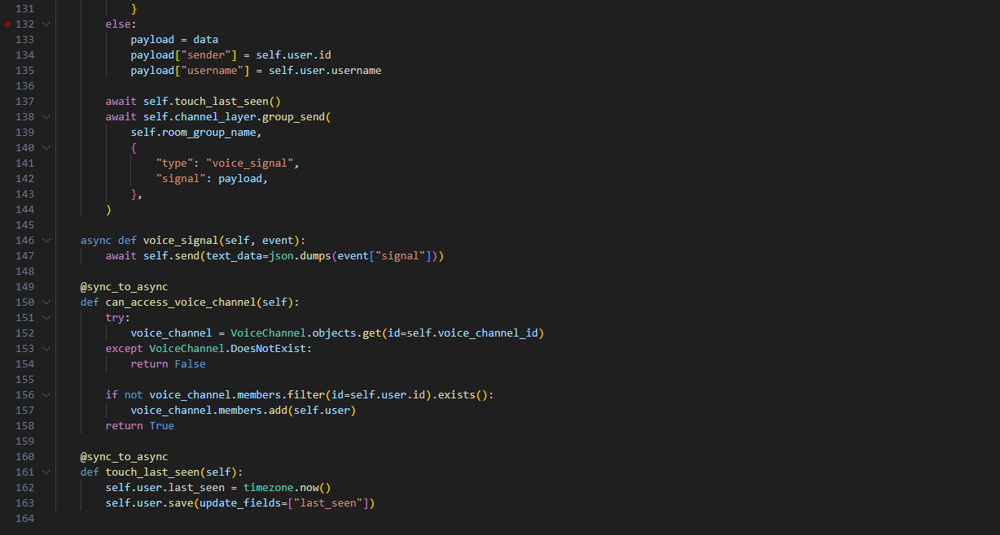 131             }
132         else:
133             payload = data
134             payload["sender"] = self.user.id
135             payload["username"] = self.user.username
136
137         await self.touch_last_seen()
138         await self.channel_layer.group_send(
139             self.room_group_name,
140             {
141                 "type": "voice_signal",
142                 "signal": payload,
143             },
144         )
145
146     async def voice_signal(self, event):
147         await self.send(text_data=json.dumps(event["signal"]))
148
149     @sync_to_async
150     def can_access_voice_channel(self):
151         try:
152             voice_channel = VoiceChannel.objects.get(id=self.voice_channel_id)
153         except VoiceChannel.DoesNotExist:
154             return False
155
156         if not voice_channel.members.filter(id=self.user.id).exists():
157             voice_channel.members.add(self.user)
158         return True
159
160     @sync_to_async
161     def touch_last_seen(self):
162         self.user.last_seen = timezone.now()
163         self.user.save(update_fields=["last_seen"])
164